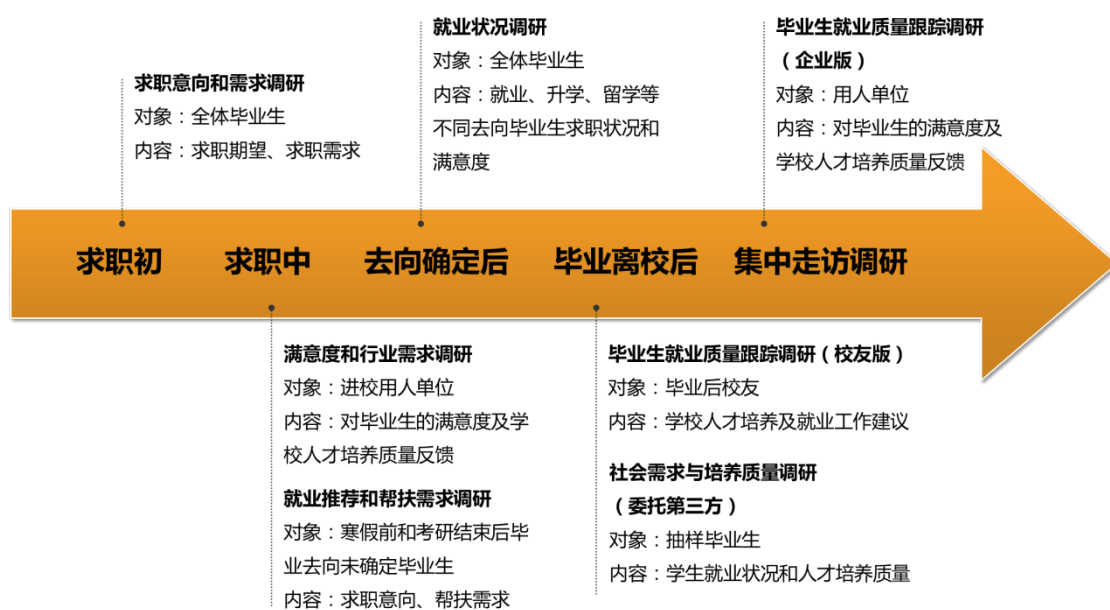 求职意向和需求调研
对象：全体毕业生
内容：求职期望、求职需求
就业状况调研
对象：全体毕业生
内容：就业、升学、留学等
不同去向毕业生求职状况和
满意度
毕业生就业质量跟踪调研
（企业版）
对象：用人单位
内容：对毕业生的满意度及
学校人才培养质量反馈
求职初
求职中
去向确定后
毕业离校后
集中走访调研
满意度和行业需求调研
对象：进校用人单位
内容：对毕业生的满意度及学
校人才培养质量反馈
就业推荐和帮扶需求调研
对象：寒假前和考研结束后毕
业去向未确定毕业生
内容：求职意向、帮扶需求
毕业生就业质量跟踪调研（校友版）
对象：毕业后校友
内容：学校人才培养及就业工作建议
社会需求与培养质量调研
（委托第三方）
对象：抽样毕业生
内容：学生就业状况和人才培养质量